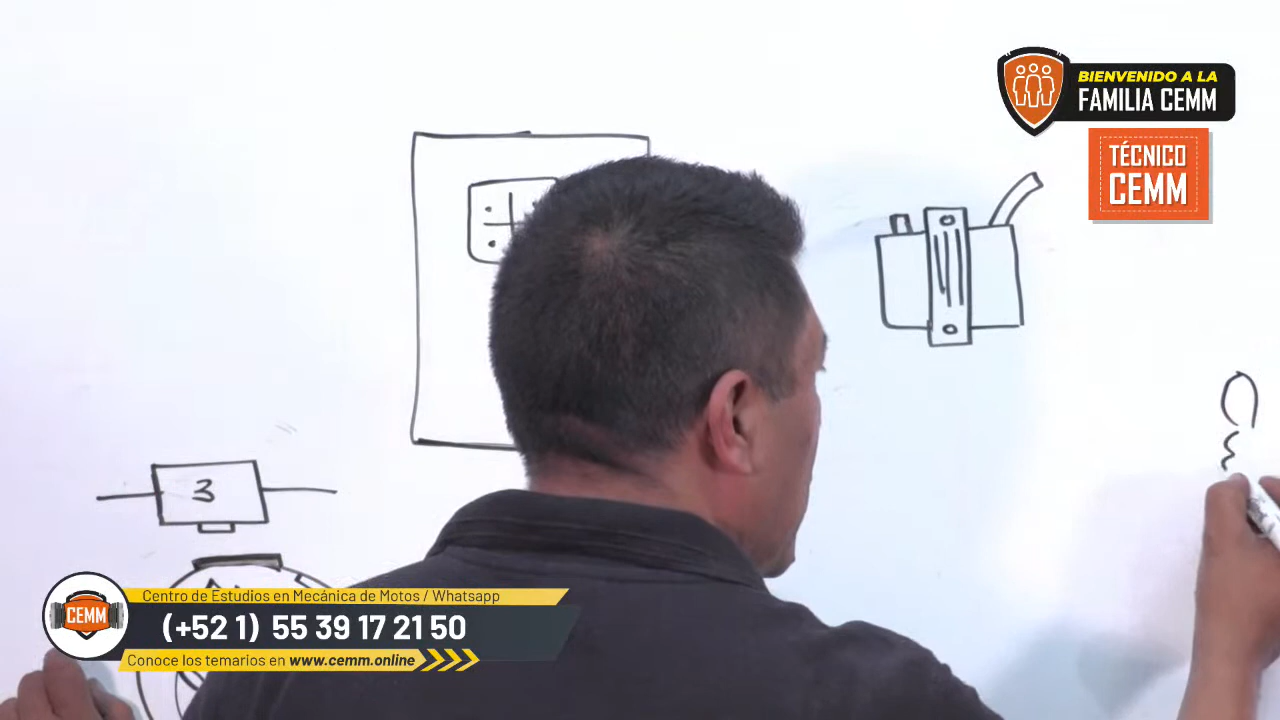 BIENVENIDO A LA
FAMILIA CEMM
TÉCNICO
CEMM
3
CEMM
Centro de Estudios en Mecánica de Motos / Whatsapp
(+52 1) 55 39 17 21 50
Conoce los temarios en www.cemm.online